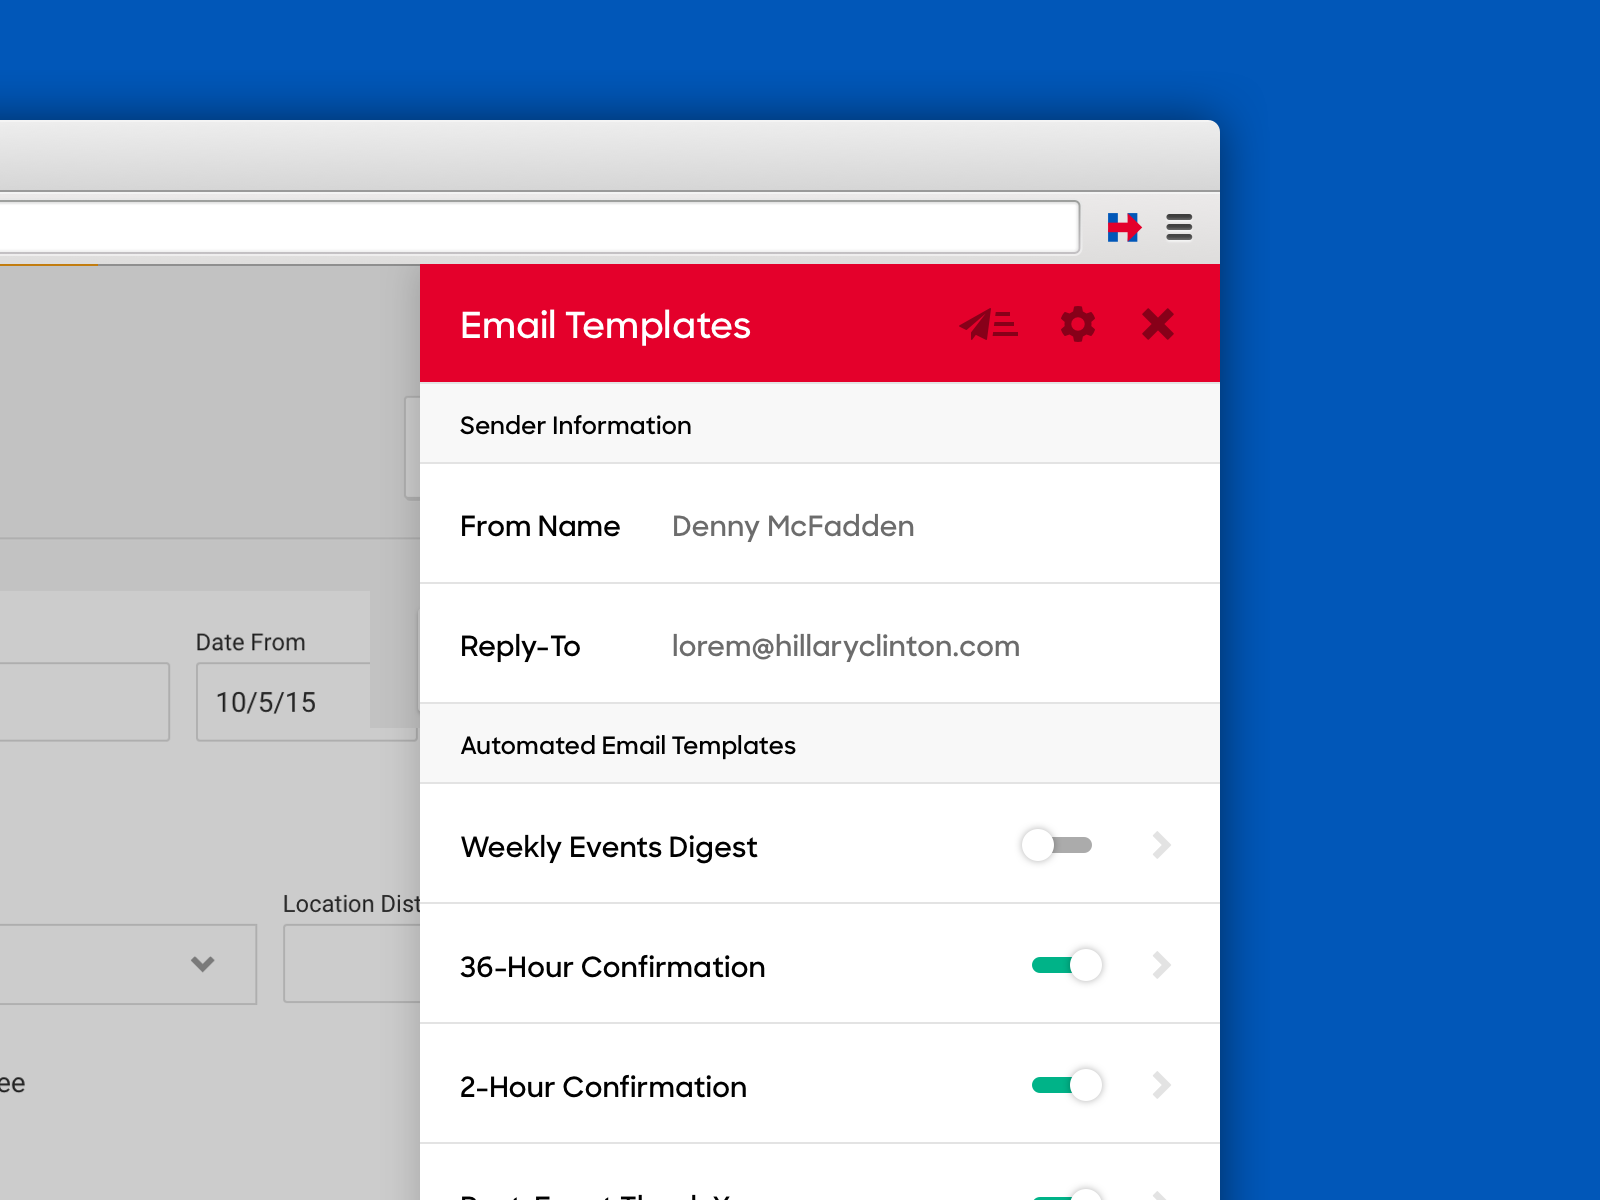 Email Templates
Sender Information
From Name Denny McFadden
Reply-To lorem@hillaryclinton.com
Date From
10/5/15
Automated Email Templates
Weekly Events Digest
Location Dist
36-Hour Confirmation
ee
2-Hour Confirmation